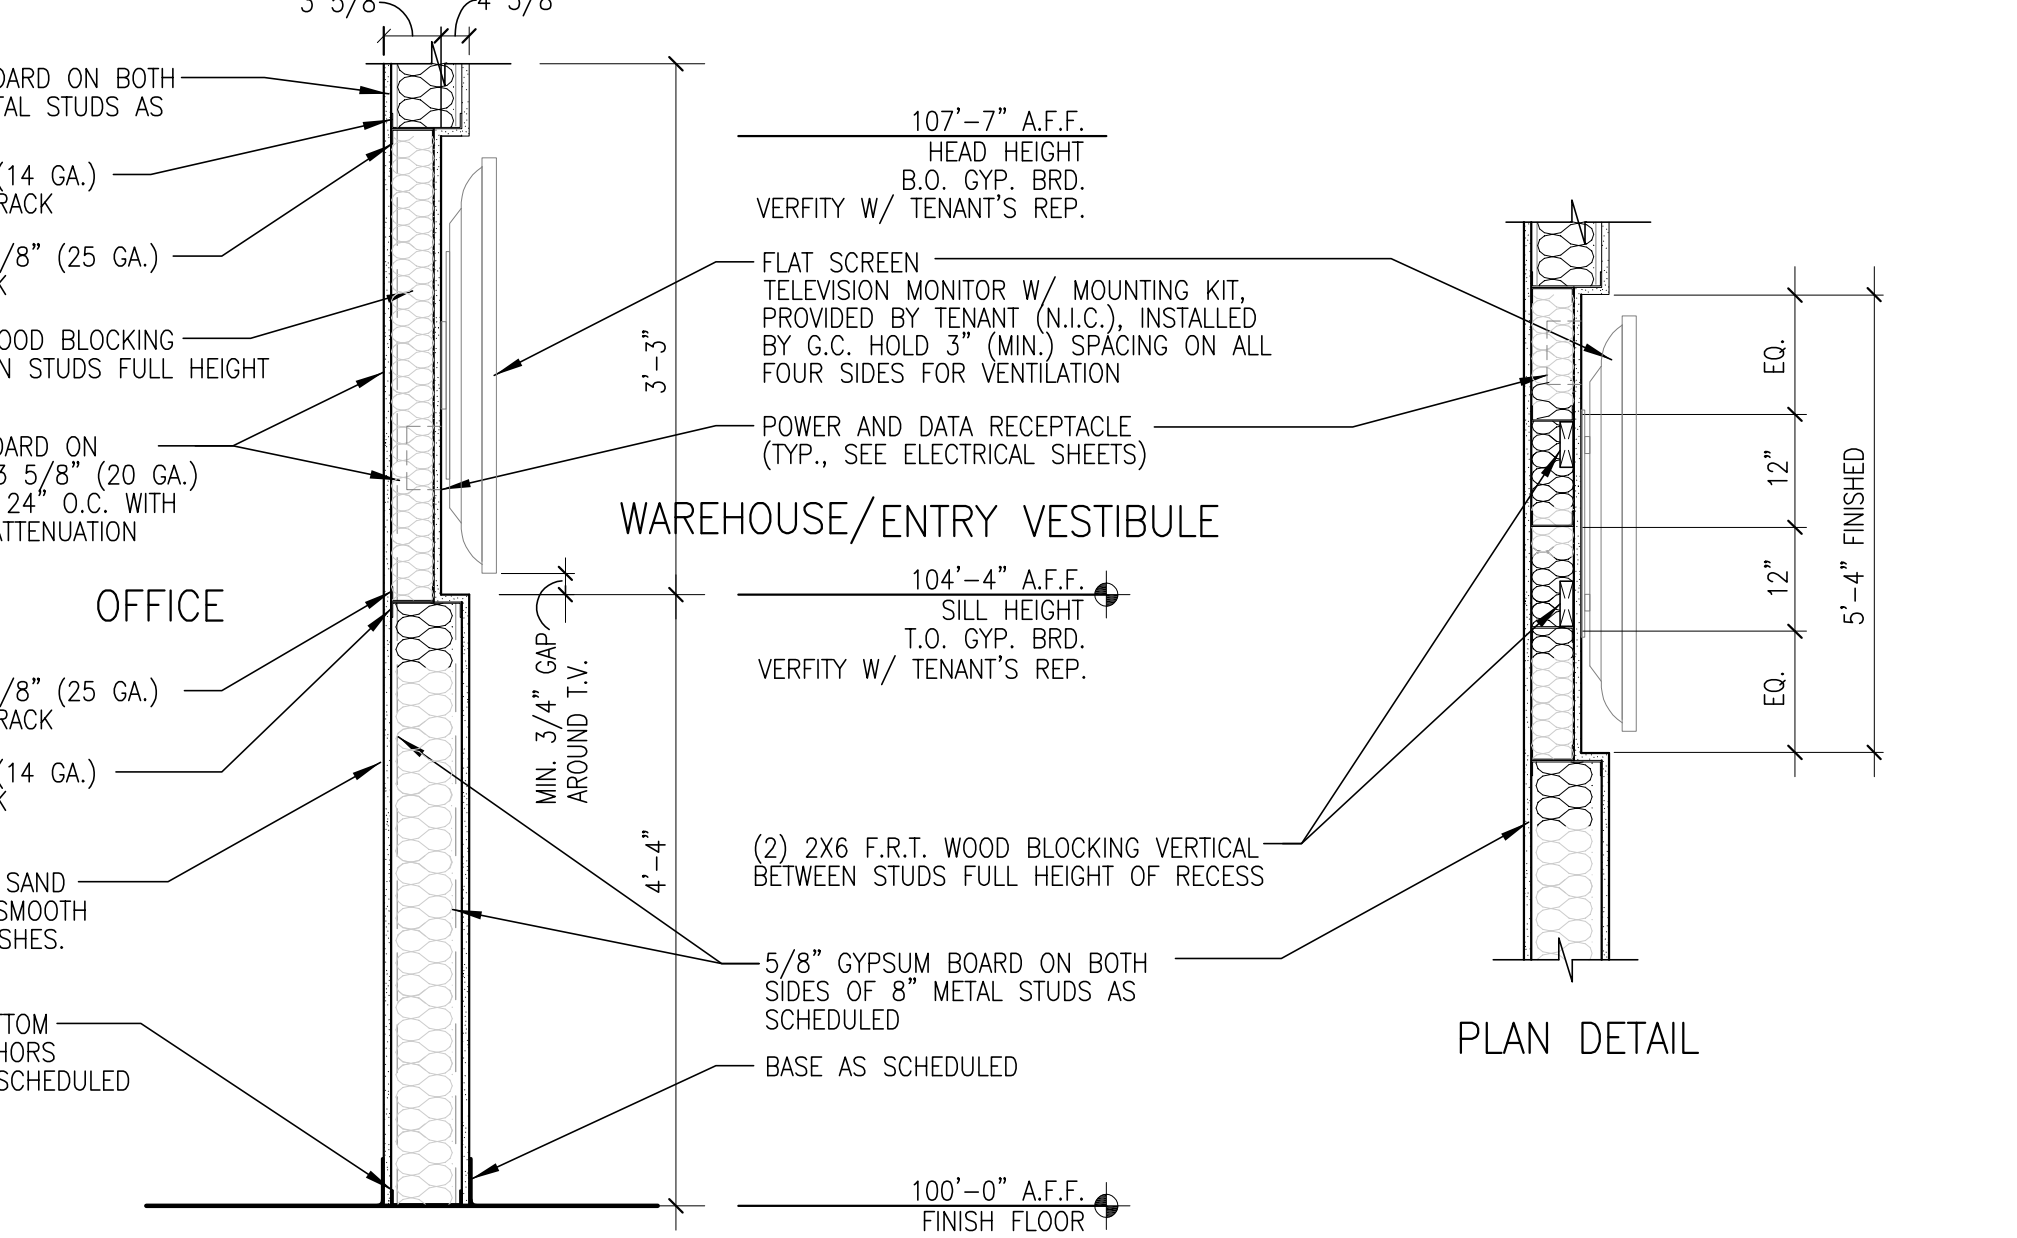 3 5/8"
4 5/8"
OARD ON BOTH
TAL STUDS AS
(14 GA.)
RACK
/8" (25 GA.)
K
OOD BLOCKING
N STUDS FULL HEIGHT
OARD ON
3 5/8" (20 GA.)
24" O.C. WITH
ATTENUATION
OFFICE
/8" (25 GA.)
RACK
(14 GA.)
K
SAND
SMOOTH
SHES.
TTOM
HORS
SCHEDULED
3'-3"
4'-4"
MIN. 3/4" GAP
AROUND T.V.
107'-7" A.F.F.
HEAD HEIGHT
B.O. GYP. BRD.
VERFITY W/ TENANT'S REP.
FLAT SCREEN
TELEVISION MONITOR W/ MOUNTING KIT,
PROVIDED BY TENANT (N.I.C.), INSTALLED
BY G.C. HOLD 3" (MIN.) SPACING ON ALL
FOUR SIDES FOR VENTILATION
POWER AND DATA RECEPTACLE
(TYP., SEE ELECTRICAL SHEETS)
WAREHOUSE/ENTRY VESTIBULE
104'-4" A.F.F.
SILL HEIGHT
T.O. GYP. BRD.
VERFITY W/ TENANT'S REP.
(2) 2X6 F.R.T. WOOD BLOCKING VERTICAL
BETWEEN STUDS FULL HEIGHT OF RECESS
5/8" GYPSUM BOARD ON BOTH
SIDES OF 8" METAL STUDS AS
SCHEDULED
BASE AS SCHEDULED
100'-0" A.F.F.
FINISH FLOOR
EQ.
12"
12"
EQ.
5'-4" FINISHED
PLAN DETAIL